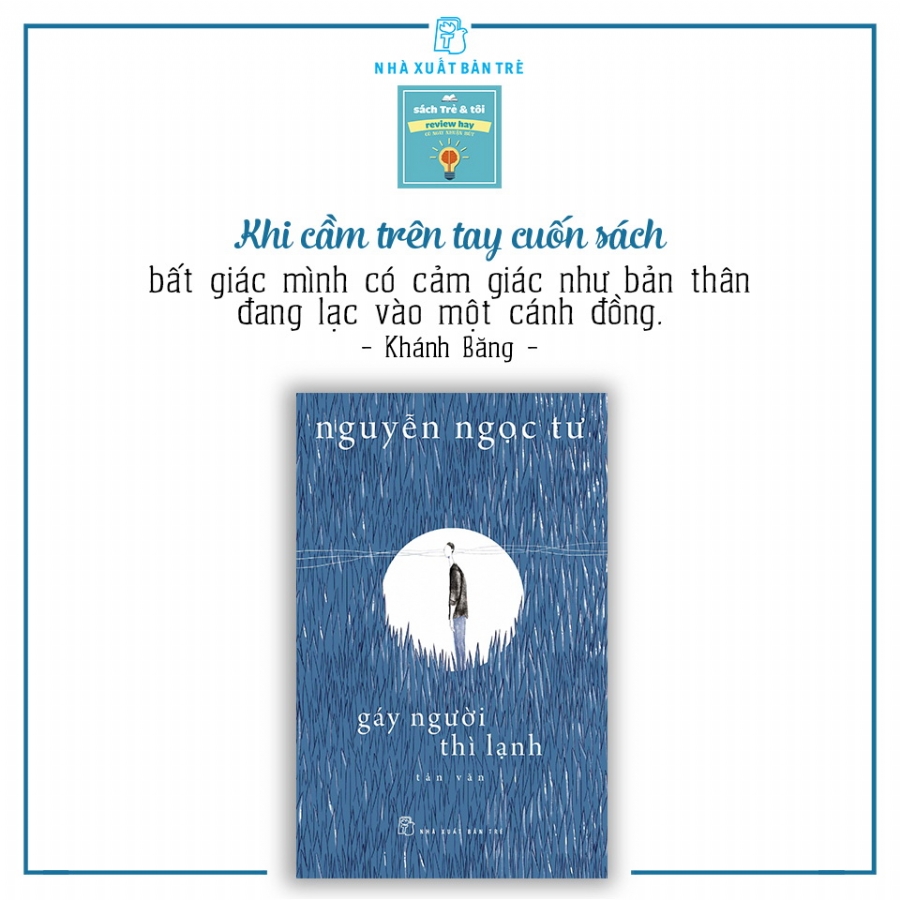 NHÀ XUẤT BẢN TRẺ
sách Trẻ & tôi
review hay
Khi cầm trên tay cuốn sách
bất giác mình có cảm giác như bản thân
đang lạc vào một cánh đồng.
- Khánh Băng -
nguyễn ngọc tư
gáy người
thì lạnh
tản văn
NHÀ XUẤT BẢN TRẺ